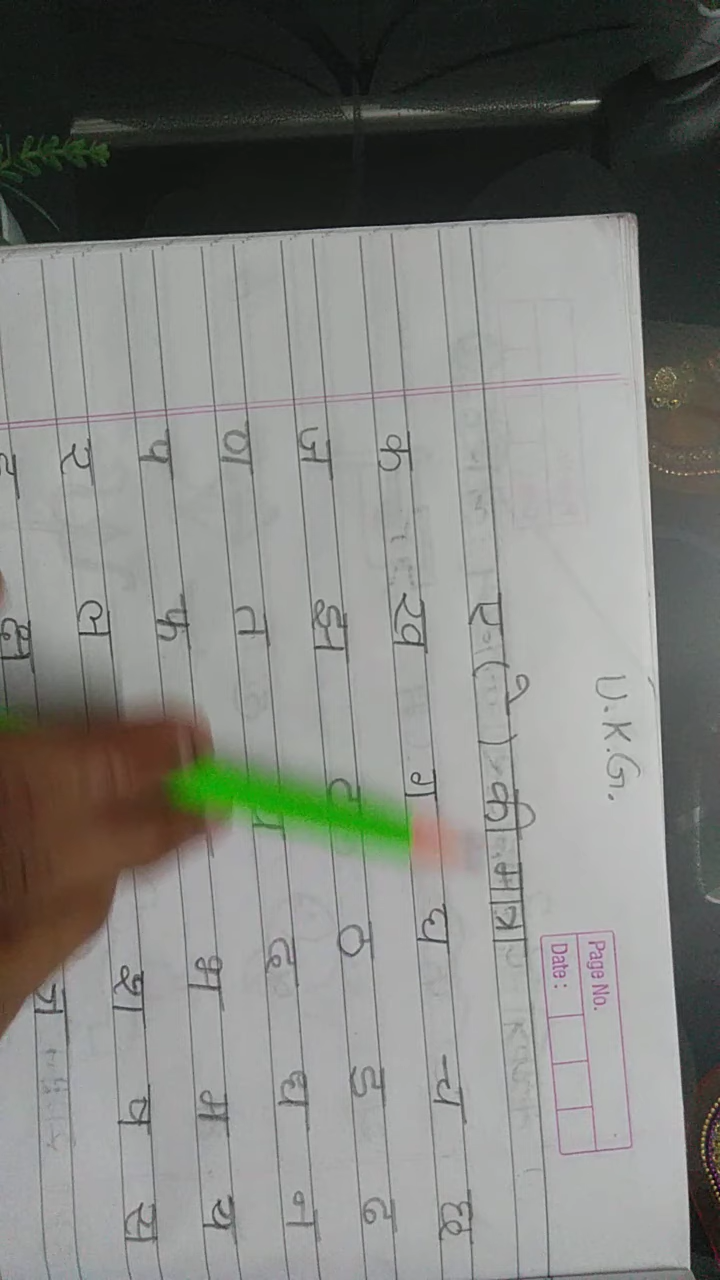 U.K.G.
Page No.
Date:
ए( े ) की मात्रा
क ख ग घ च छ
ज झ ट ठ ड ढ
ण त द ध न
प फ भ म य
र ल श ष स
ह क्ष ज्ञ